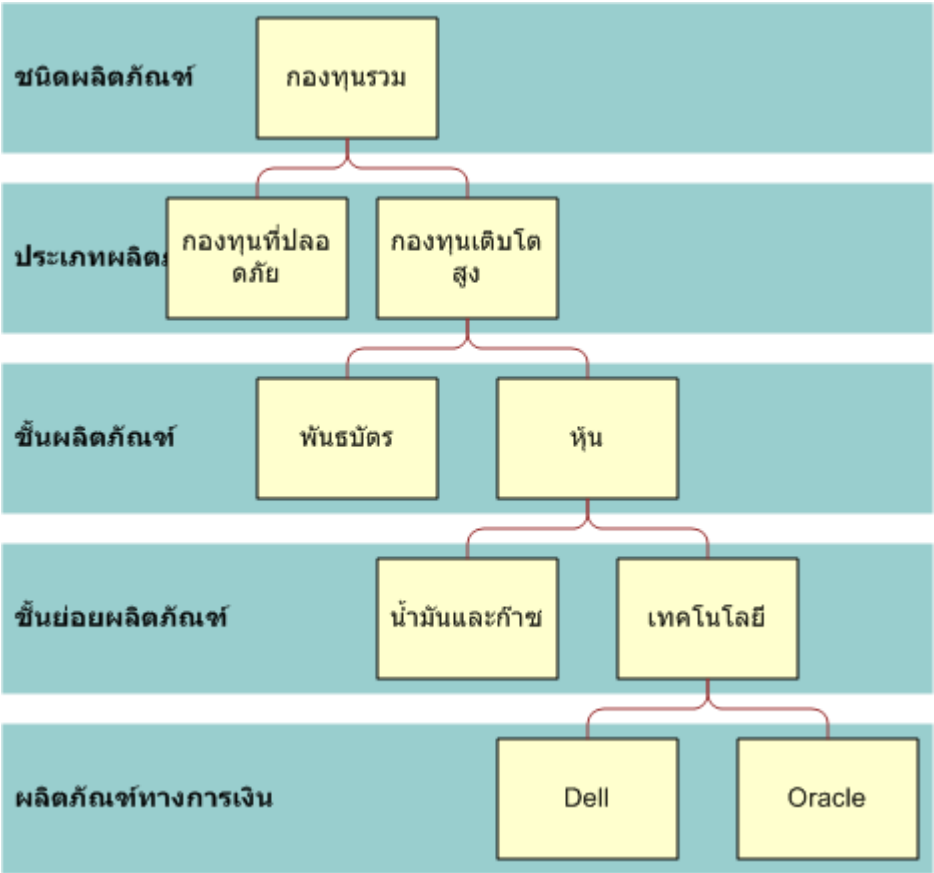 ชนิดผลิตภัณฑ์
กองทุนรวม
ประเภทผลิต
กองทุนที่ปลอ
ดภัย
กองทุนเติบโต
สูง
ชั้นผลิตภัณฑ์
พันธบัตร
หุ้น
ชั้นย่อยผลิตภัณฑ์
น้ำมันและก๊าซ
เทคโนโลยี
ผลิตภัณฑ์ทางการเงิน
Dell
Oracle